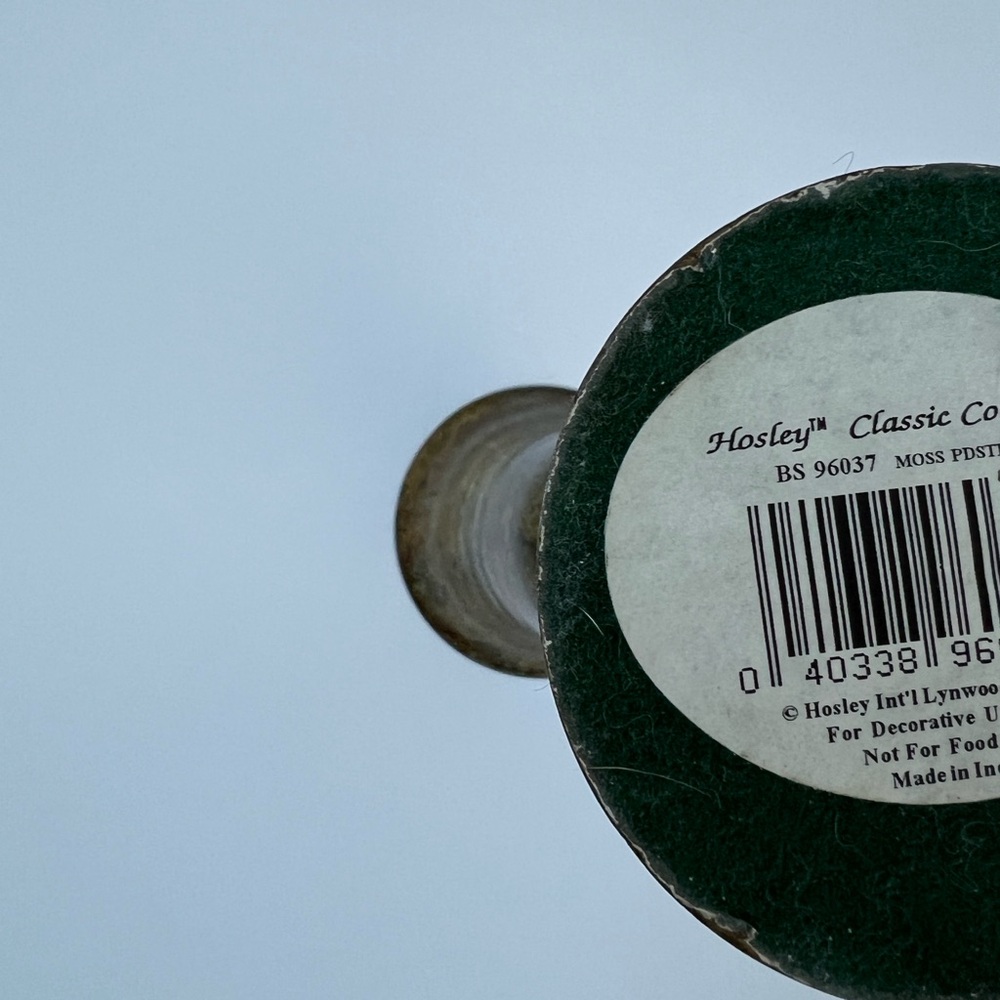 Hosley™ Classic Co
BS 96037 MOSS PDST
0 40338 96
© Hosley Int'l Lynwoo
For Decorative U
Not For Food
Made in In